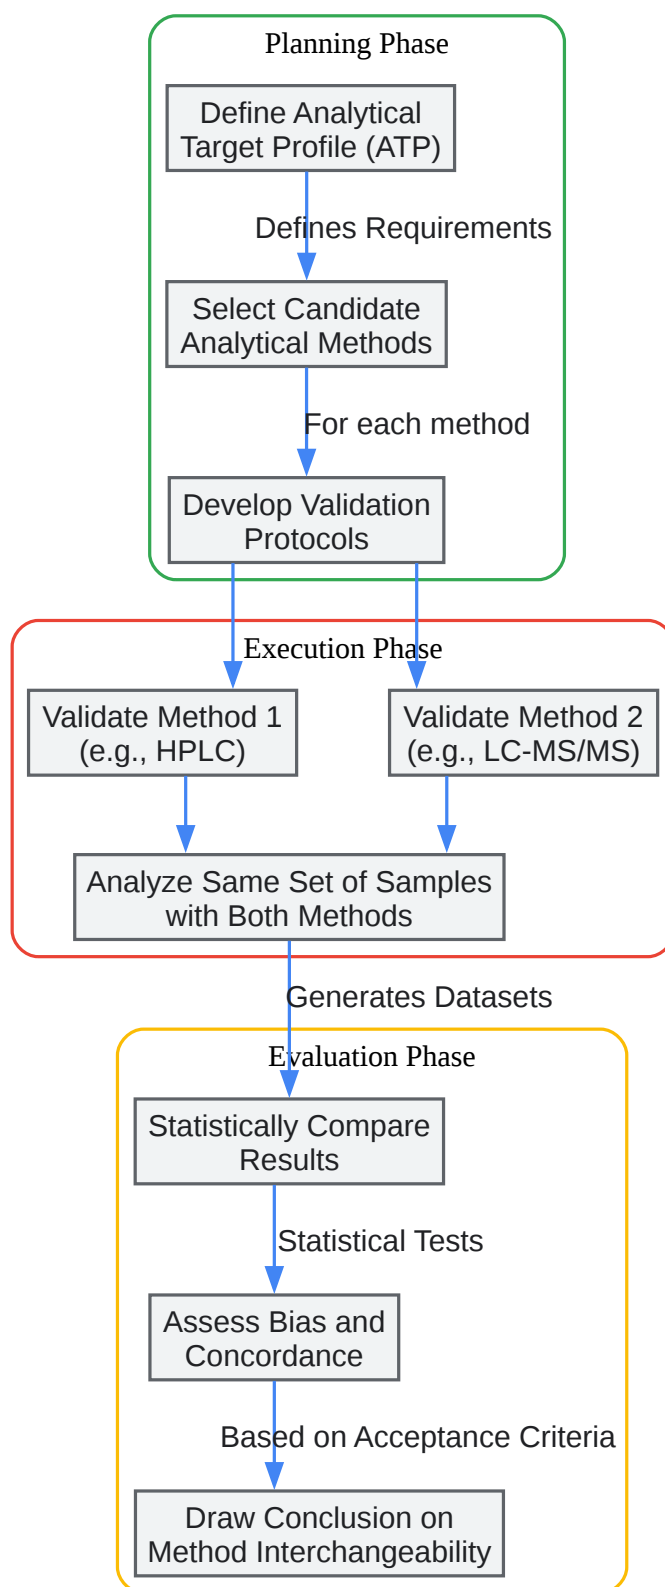 Planning Phase
Define Analytical
Target Profile (ATP)
Defines Requirements
Select Candidate
Analytical Methods
For each method
Develop Validation
Protocols
Execution Phase
Validate Method 1
(e.g., HPLC)
Validate Method 2
(e.g., LC-MS/MS)
Analyze Same Set of Samples
with Both Methods
Generates Datasets
Evaluation Phase
Statistically Compare
Results
Statistical Tests
Assess Bias and
Concordance
Based on Acceptance Criteria
Draw Conclusion on
Method Interchangeability